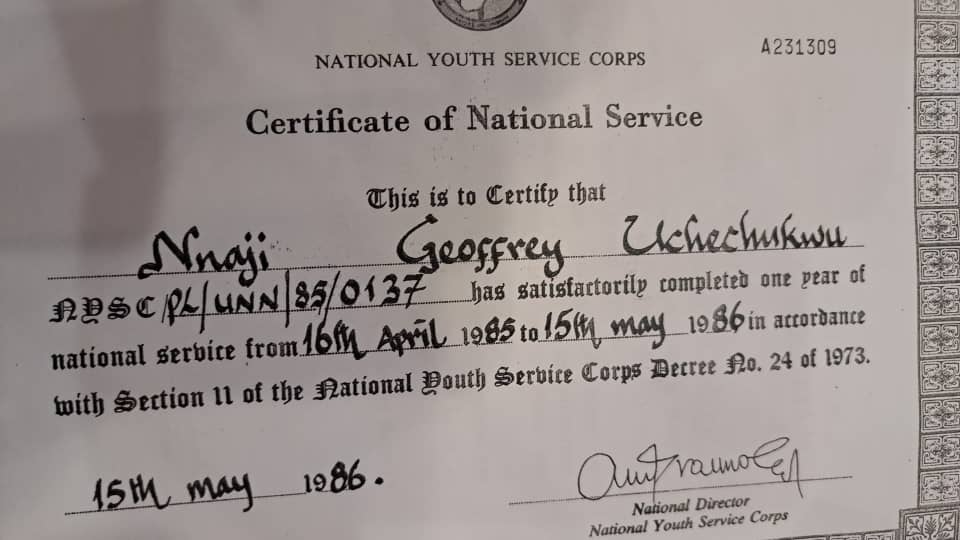 A231309
NATIONAL YOUTH SERVICE CORPS
Certificate of National Service
This is to Certify that
Nnaji Geoffrey Uchechukwu
NYSC/PL/UNN/85/0137 has satisfactorily completed one year of
national service from 16th April 1985 to 15th may 1986 in accordance
with Section 11 of the National Youth Service Corps Decree No. 24 of 1973.
15th may 1986.
National Director
National Youth Service Corps